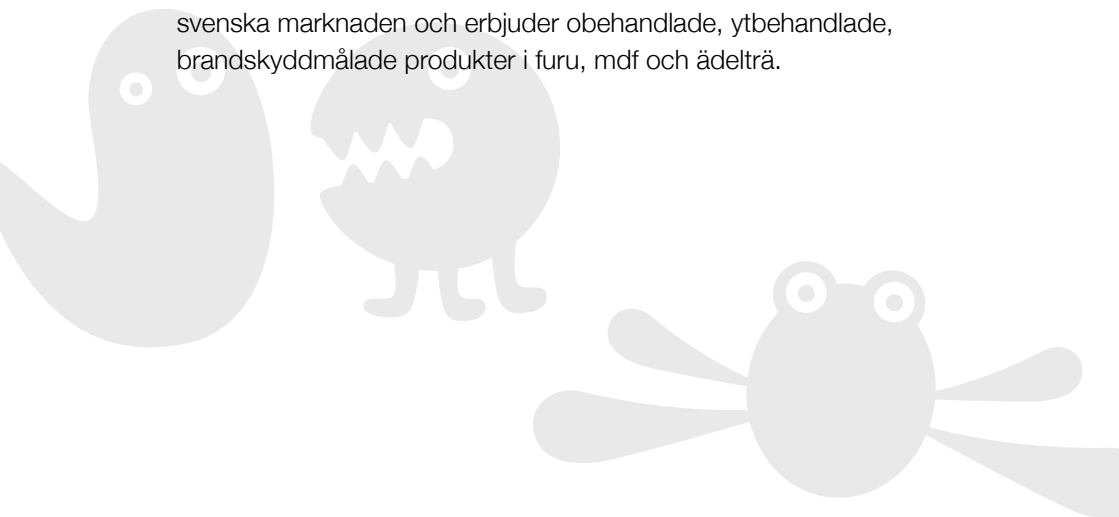 svenska marknaden och erbjuder obehandlade, ytbehandlade,
brandskyddmålade produkter i furu, mdf och ädelträ.